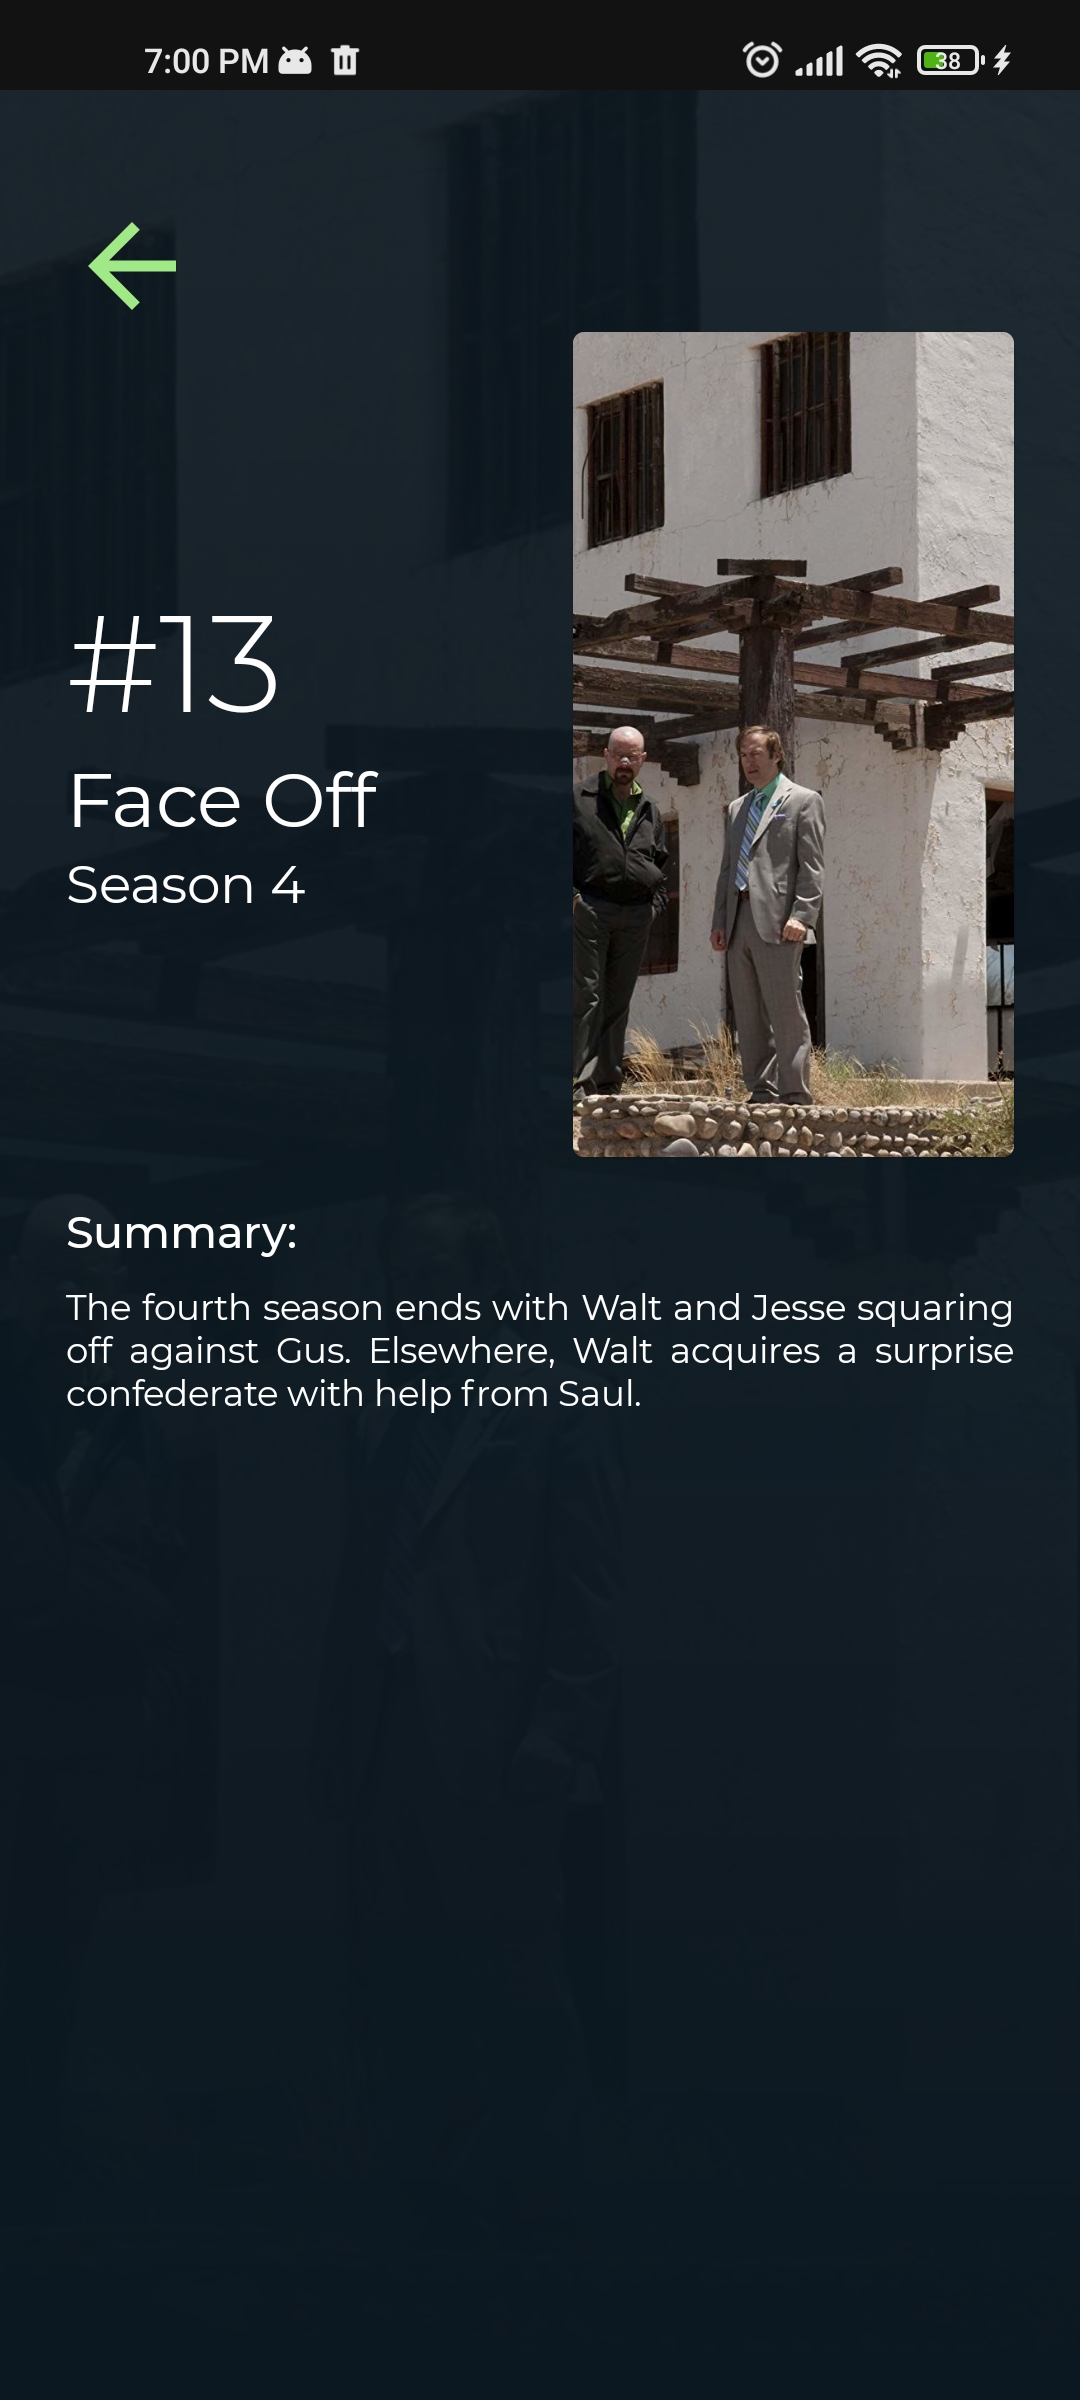 7:00 PM
38
#13
Face Off
Season 4
Summary:
The fourth season ends with Walt and Jesse squaring
off against Gus. Elsewhere, Walt acquires a surprise
confederate with help from Saul.